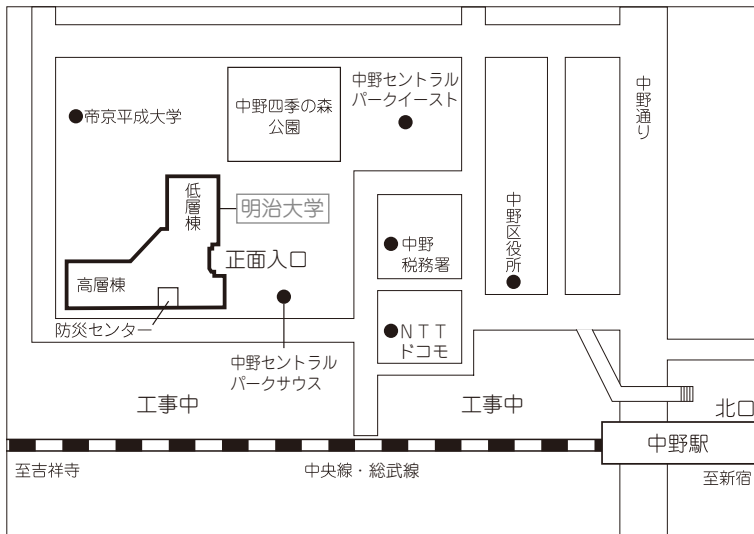 中野セントラル
パークイースト
中野四季の森
公園
帝京平成大学
中野通り
低層棟
明治大学
中野区役所
中野
税務署
正面入口
高層棟
防災センター
NTT
ドコモ
中野セントラル
パークサウス
工事中
工事中
北口
中野駅
至吉祥寺
中央線・総武線
至新宿